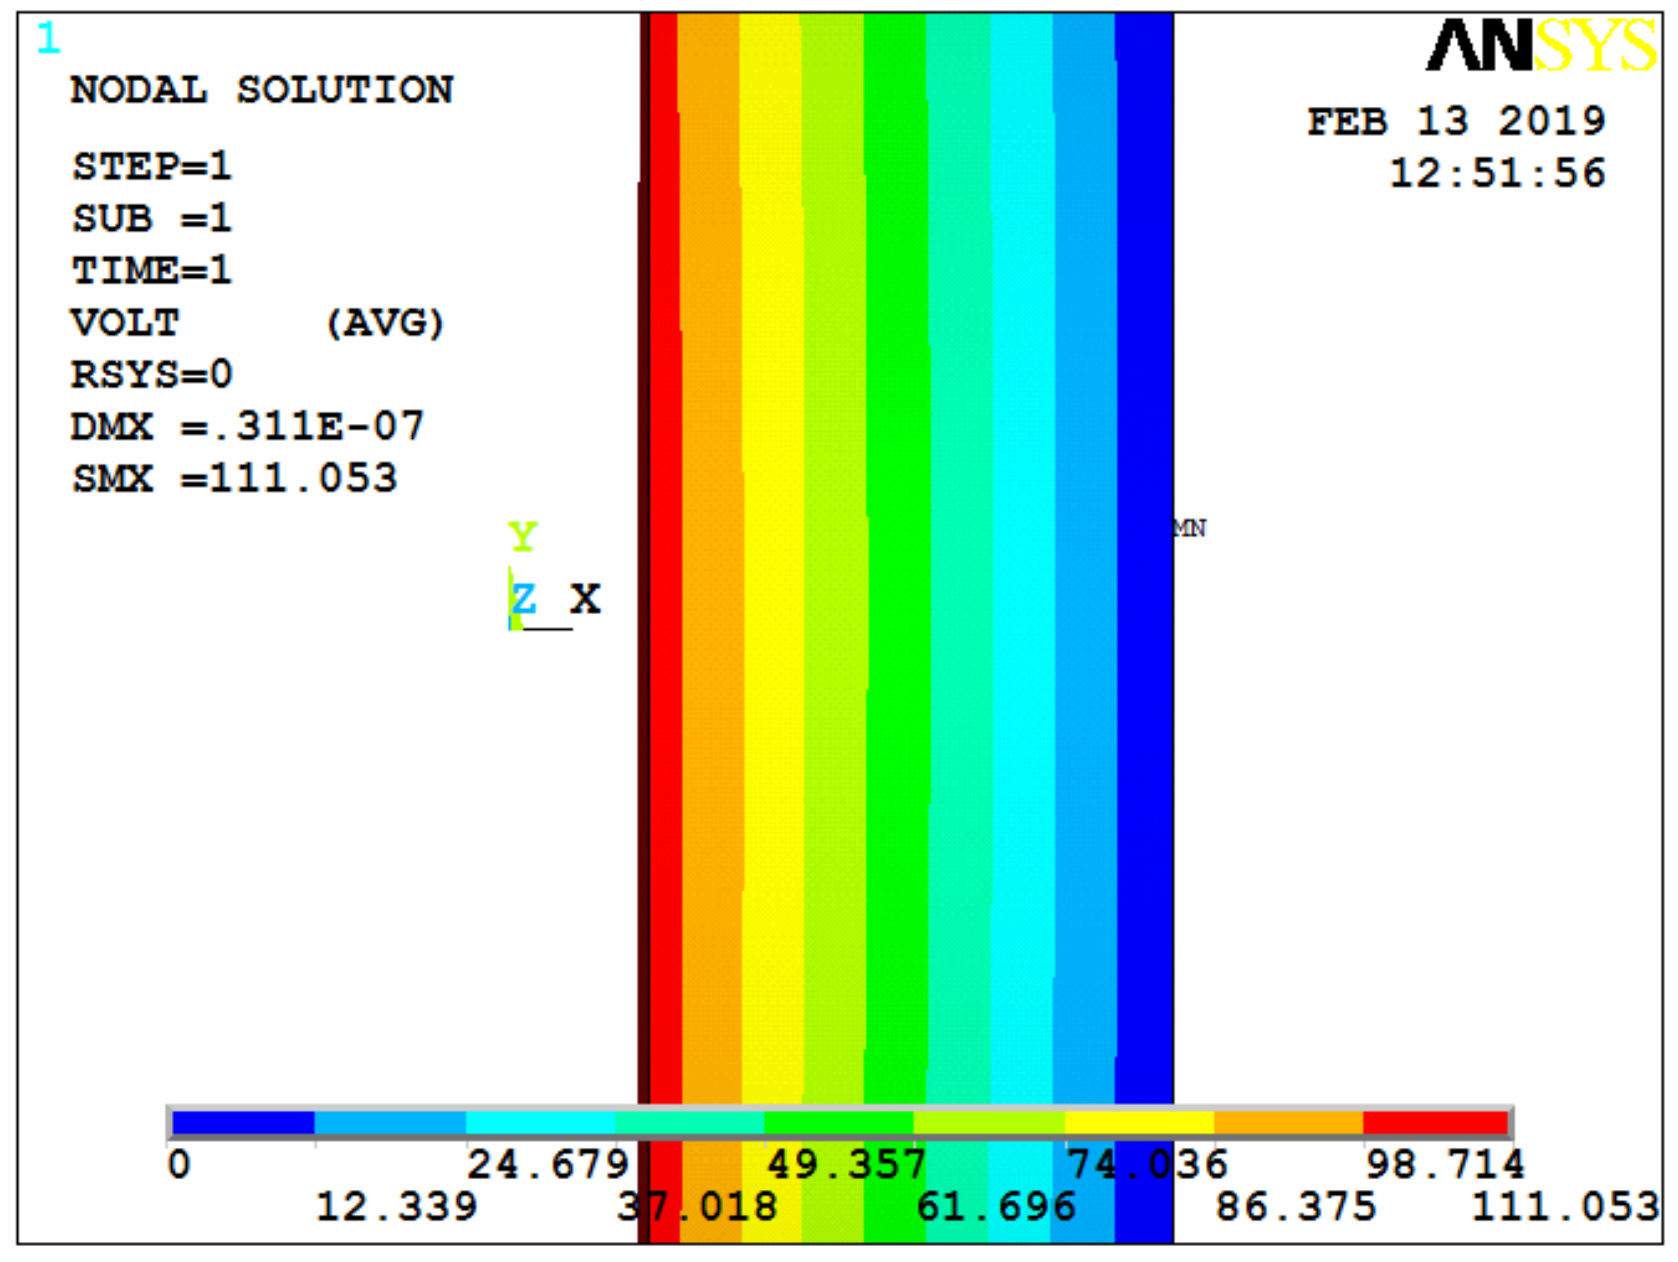 1
ANSYS
NODAL SOLUTION
FEB 13 2019
12:51:56
STEP=1
SUB =1
TIME=1
VOLT (AVG)
RSYS=0
DMX =.311E-07
SMX =111.053
Y
Z X
MN
0 24.679 49.357 74.036 98.714
12.339 37.018 61.696 86.375 111.053